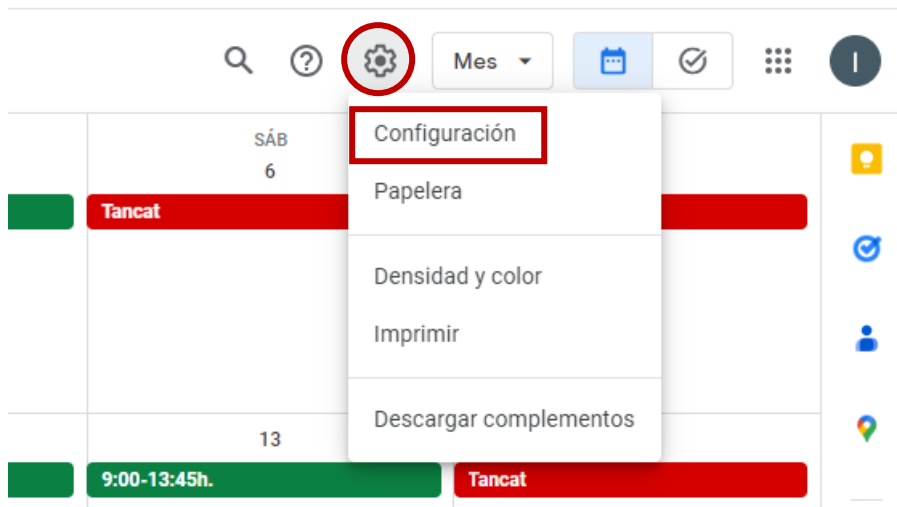 Mes
I
SÁB
6
Tancat
Configuración
Papelera
Densidad y color
Imprimir
Descargar complementos
13
9:00-13:45h.
Tancat